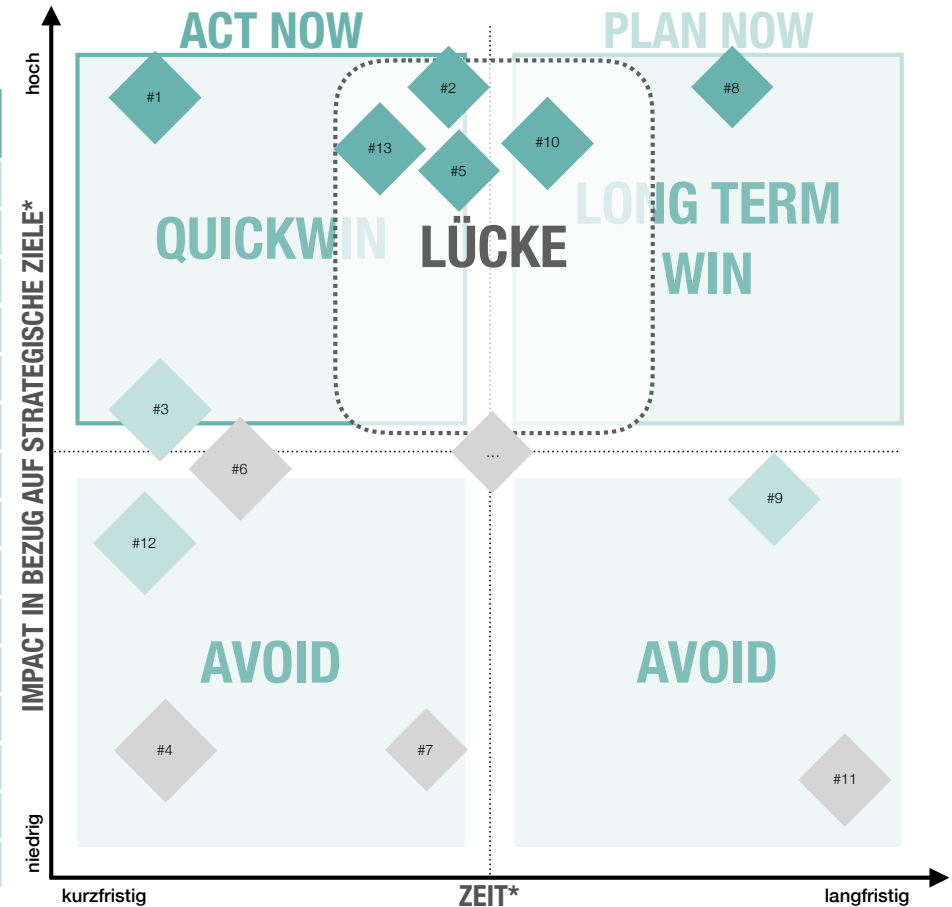 ACT NOW
PLAN NOW
hoch
#1
#2
#8
#13
#5
#10
QUICKWIN
LÜCKE
LONG TERM
WIN
IMPACT IN BEZUG AUF STRATEGISCHE ZIELE*
#3
#6
...
#9
#12
AVOID
AVOID
#4
#7
#11
niedrig
kurzfristig
ZEIT*
langfristig